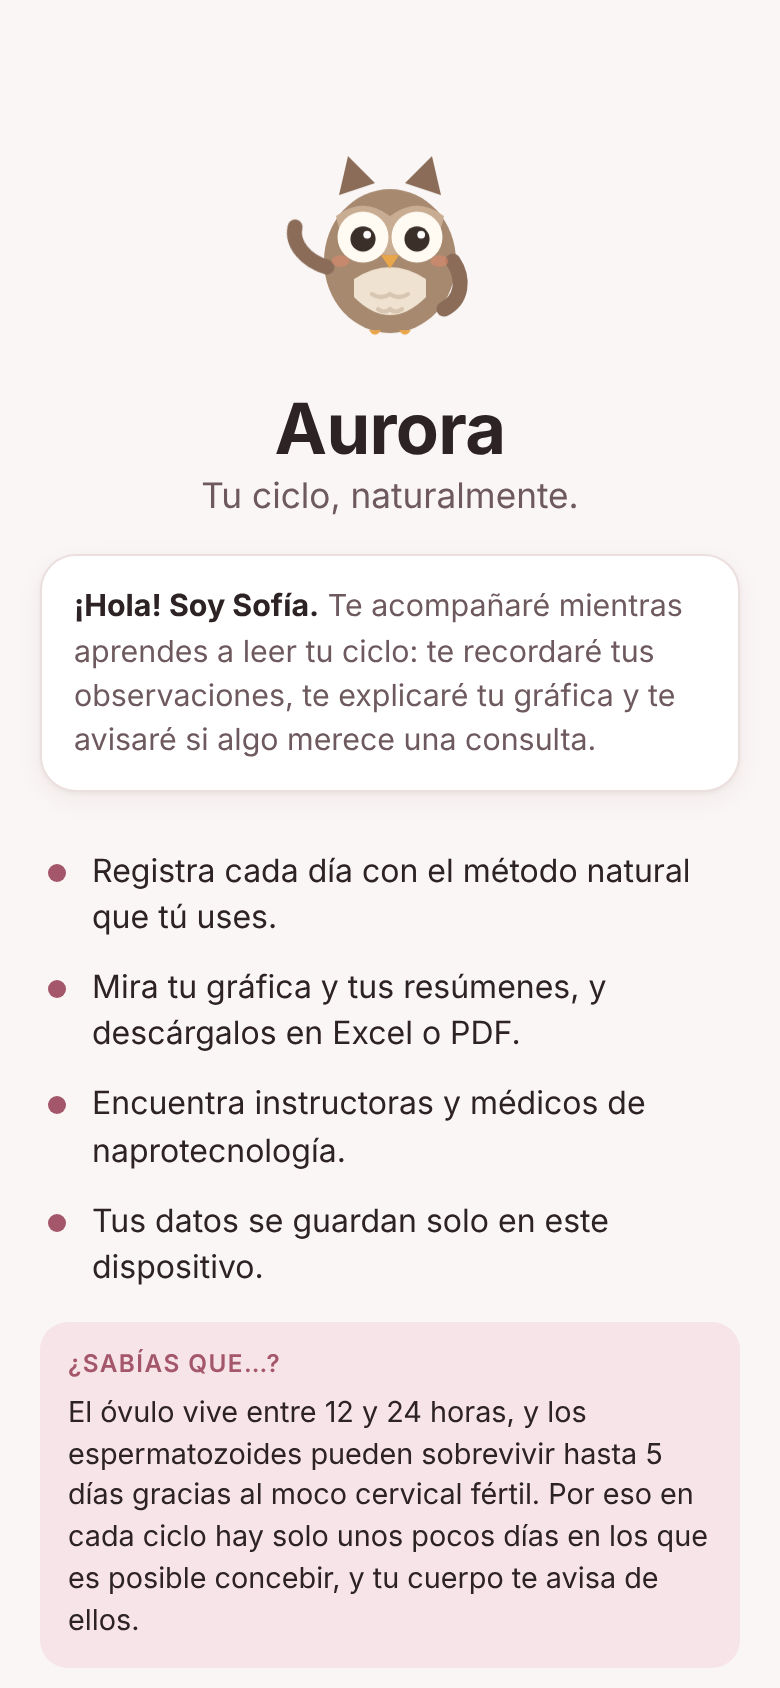 Aurora
Tu ciclo, naturalmente.
¡Hola! Soy Sofía. Te acompañaré mientras
aprendes a leer tu ciclo: te recordaré tus
observaciones, te explicaré tu gráfica y te
avisaré si algo merece una consulta.
Registra cada día con el método natural
que tú uses.
Mira tu gráfica y tus resúmenes, y
descárgalos en Excel o PDF.
Encuentra instructoras y médicos de
naprotecnología.
Tus datos se guardan solo en este
dispositivo.
¿SABÍAS QUE...?
El óvulo vive entre 12 y 24 horas, y los
espermatozoides pueden sobrevivir hasta 5
días gracias al moco cervical fértil. Por eso en
cada ciclo hay solo unos pocos días en los que
es posible concebir, y tu cuerpo te avisa de
ellos.